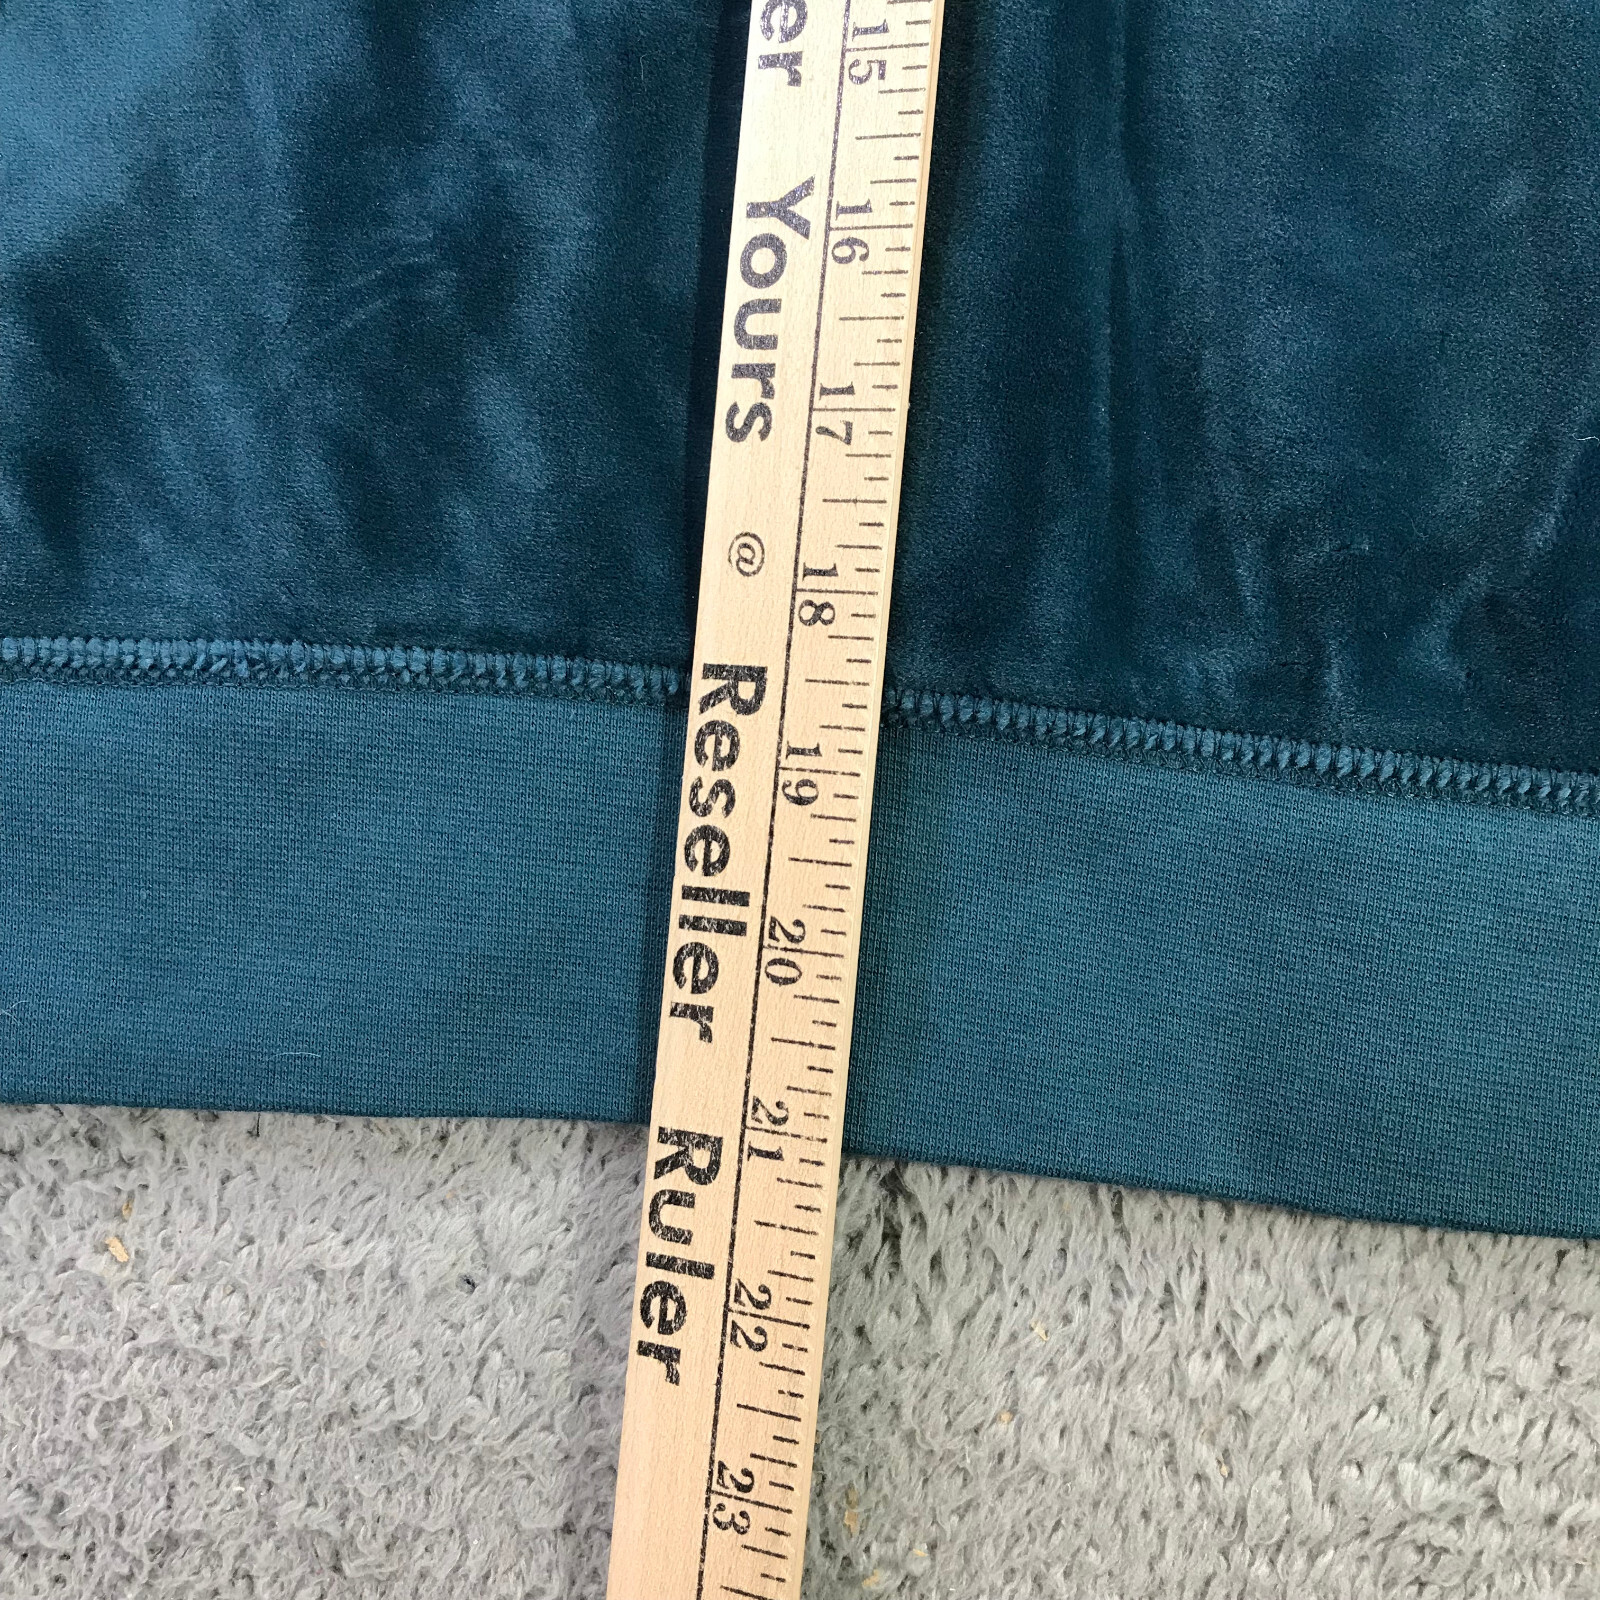 er Yours @ Reseller Ruler
15 16 17 18 19 20 21 22 23